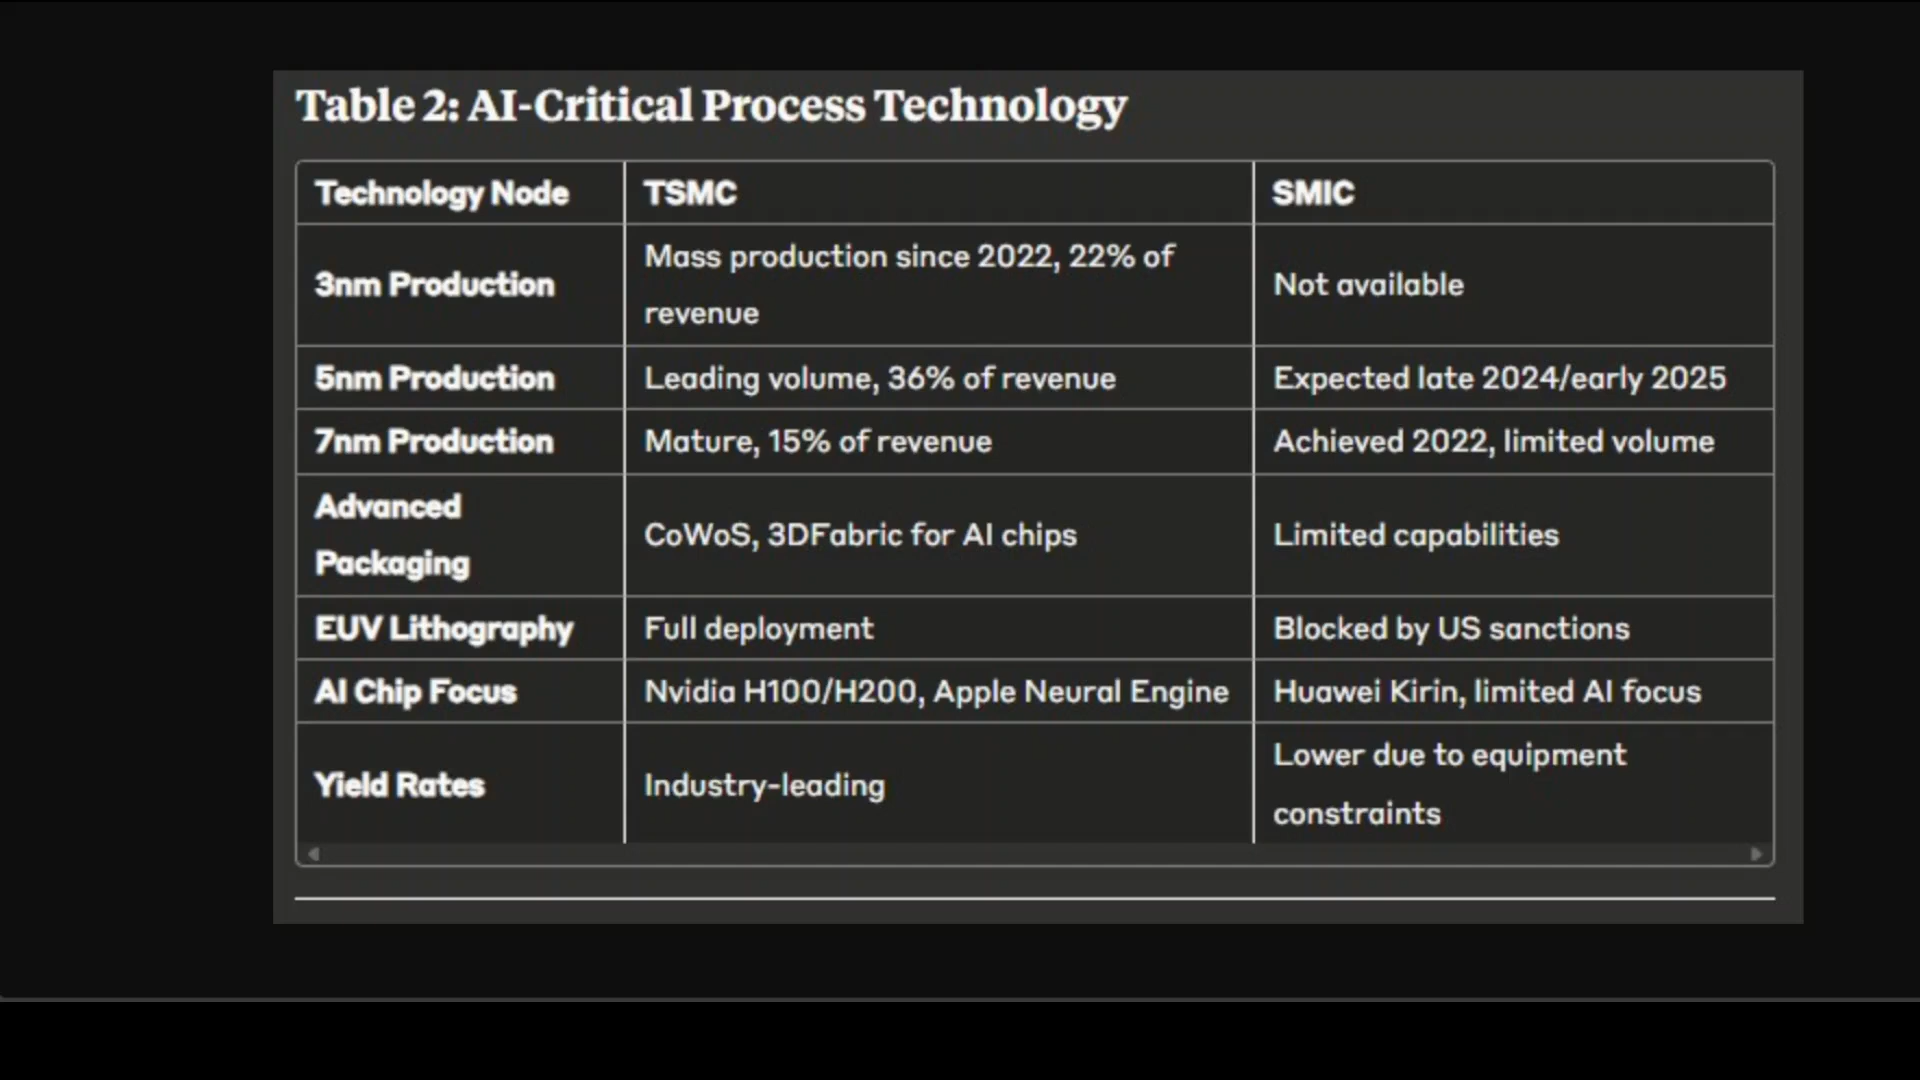 Table 2: AI-Critical Process Technology
Technology Node TSMC SMIC
3nm Production Mass production since 2022, 22% of revenue Not available
5nm Production Leading volume, 36% of revenue Expected late 2024/early 2025
7nm Production Mature, 15% of revenue Achieved 2022, limited volume
Advanced Packaging CoWoS, 3DFabric for AI chips Limited capabilities
EUV Lithography Full deployment Blocked by US sanctions
AI Chip Focus Nvidia H100/H200, Apple Neural Engine Huawei Kirin, limited AI focus
Yield Rates Industry-leading Lower due to equipment constraints